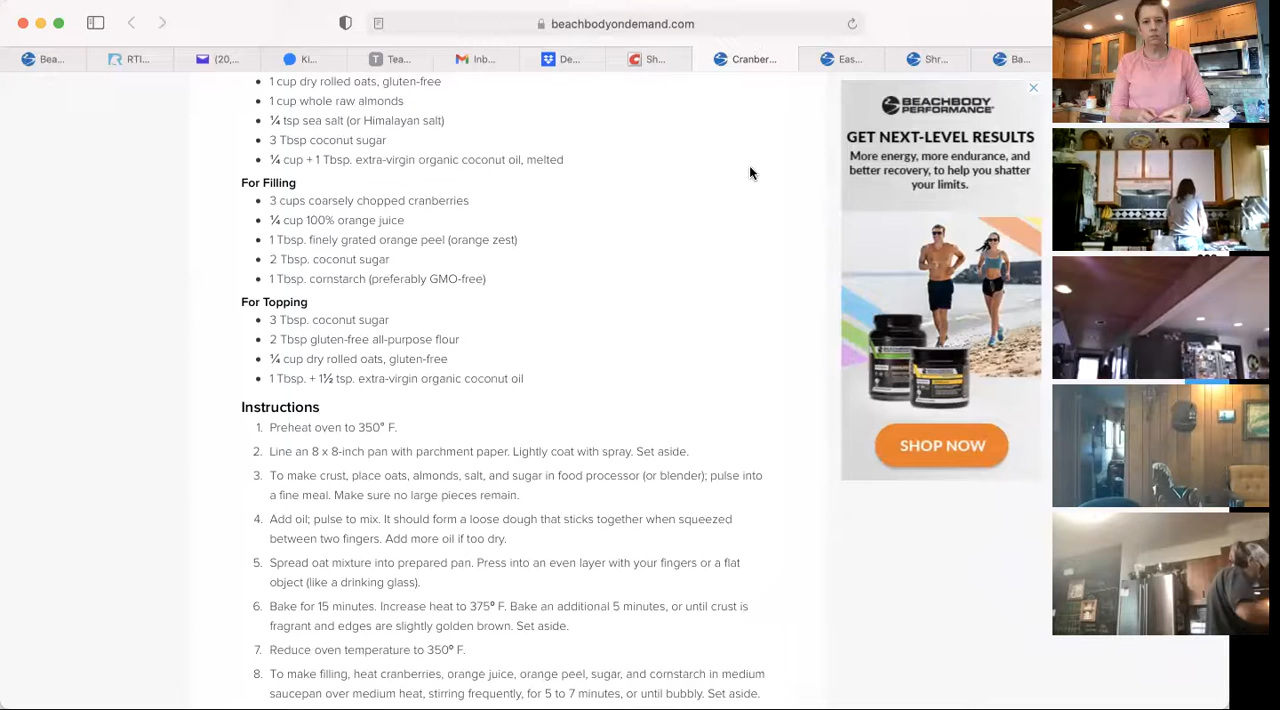 beachbodyondemand.com
Bea...
RTI...
(20,...
Ki...
Tea...
Inb...
De...
Sh...
Cranber...
Eas...
Shr...
Ba...
1 cup dry rolled oats, gluten-free
1 cup whole raw almonds
¼ tsp sea salt (or Himalayan salt)
3 Tbsp coconut sugar
¼ cup + 1 Tbsp. extra-virgin organic coconut oil, melted
For Filling
3 cups coarsely chopped cranberries
¼ cup 100% orange juice
1 Tbsp. finely grated orange peel (orange zest)
2 Tbsp. coconut sugar
1 Tbsp. cornstarch (preferably GMO-free)
For Topping
3 Tbsp. coconut sugar
2 Tbsp gluten-free all-purpose flour
¼ cup dry rolled oats, gluten-free
1 Tbsp. + 1½ tsp. extra-virgin organic coconut oil
Instructions
1. Preheat oven to 350° F.
2. Line an 8 x 8-inch pan with parchment paper. Lightly coat with spray. Set aside.
3. To make crust, place oats, almonds, salt, and sugar in food processor (or blender); pulse into
a fine meal. Make sure no large pieces remain.
4. Add oil; pulse to mix. It should form a loose dough that sticks together when squeezed
between two fingers. Add more oil if too dry.
5. Spread oat mixture into prepared pan. Press into an even layer with your fingers or a flat
object (like a drinking glass).
6. Bake for 15 minutes. Increase heat to 375º F. Bake an additional 5 minutes, or until crust is
fragrant and edges are slightly golden brown. Set aside.
7. Reduce oven temperature to 350º F.
8. To make filling, heat cranberries, orange juice, orange peel, sugar, and cornstarch in medium
saucepan over medium heat, stirring frequently, for 5 to 7 minutes, or until bubbly. Set aside.
BEACHBODY
PERFORMANCE
GET NEXT-LEVEL RESULTS
More energy, more endurance, and
better recovery, to help you shatter
your limits.
SHOP NOW